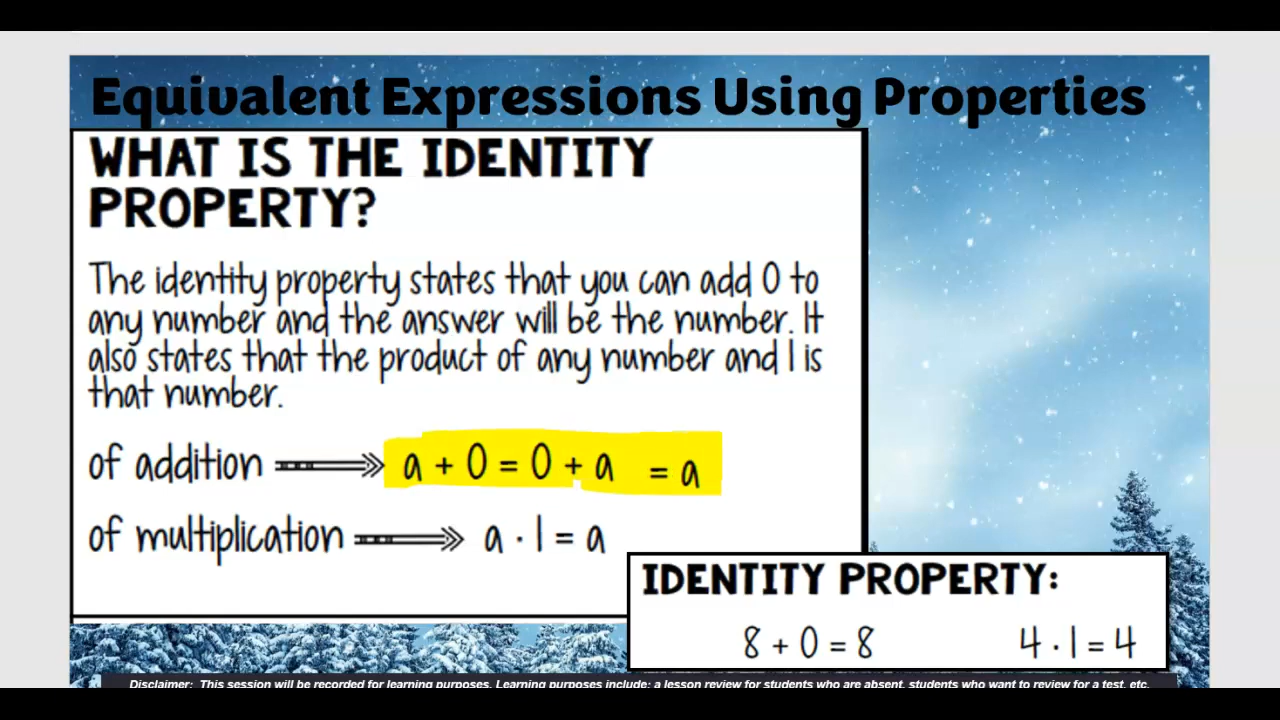 Equivalent Expressions Using Properties
WHAT IS THE IDENTITY
PROPERTY?
The identity property states that you can add 0 to
any number and the answer will be the number. It
also states that the product of any number and 1 is
that number.
of addition a + 0 = 0 + a = a
of multiplication a · 1 = a
IDENTITY PROPERTY:
8 + 0 = 8 4 · 1 = 4
Disclaimer: This session will be recorded for learning purposes. Learning purposes include: a lesson review for students who are absent, students who want to review for a test, etc.